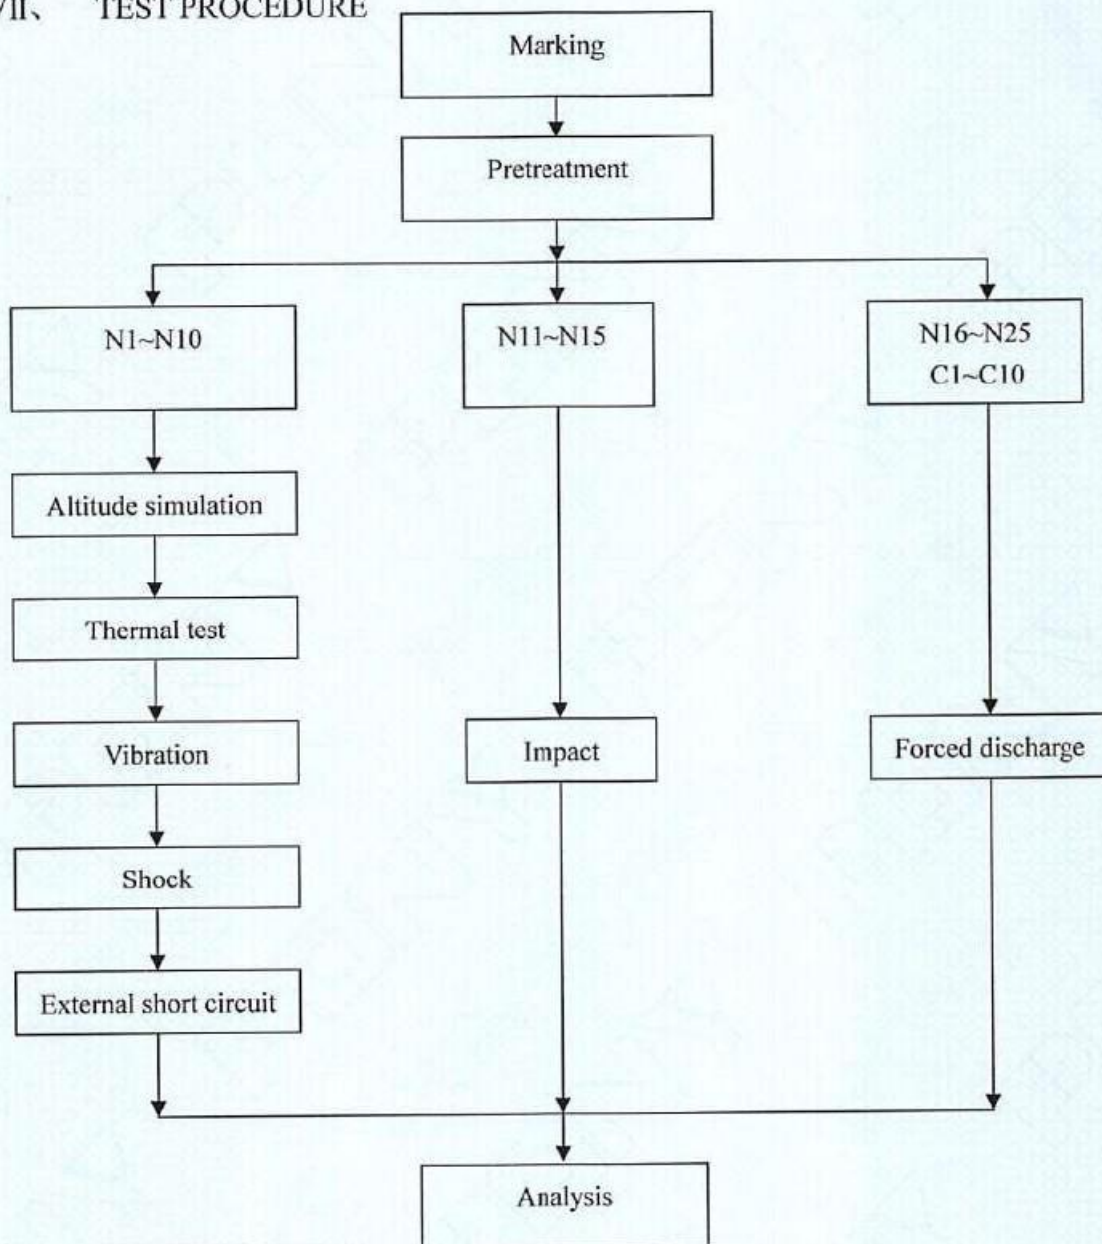 VII、 TEST PROCEDURE
Marking
Pretreatment
N1~N10
N11~N15
N16~N25
C1~C10
Altitude simulation
Thermal test
Vibration
Impact
Forced discharge
Shock
External short circuit
Analysis